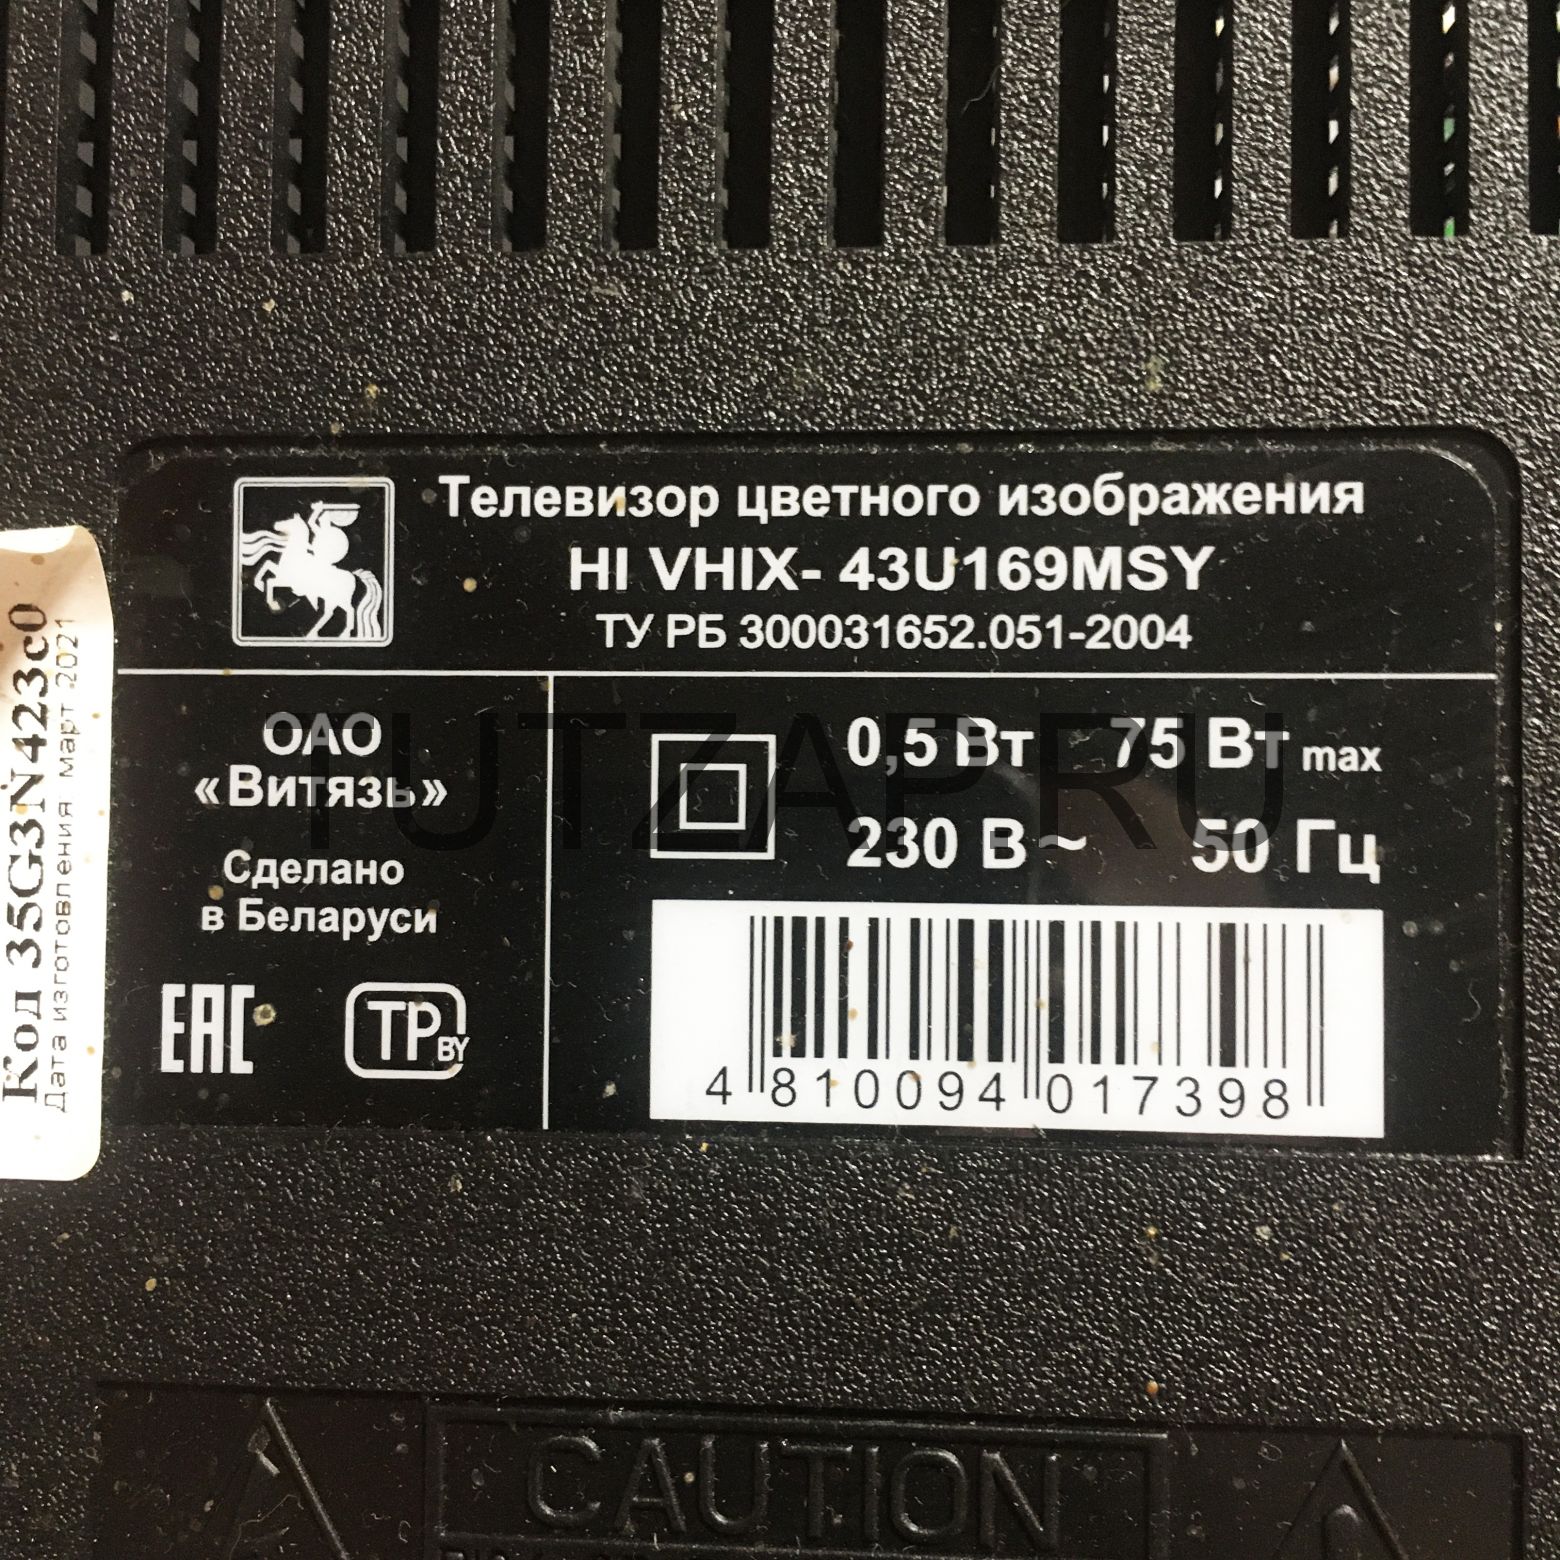 Телевизор цветного изображения
HI VHIX- 43U169MSY
ТУ РБ 300031652.051-2004
ОАО
«Витязь»
Сделано
в Беларуси
EAC
TP BY
0,5 Вт 75 Вт max
230 В ~ 50 Гц
4 810094 017398
TUTZAP.RU
Код 35G3N423c0
Дата изготовления март 2021
CAUTION